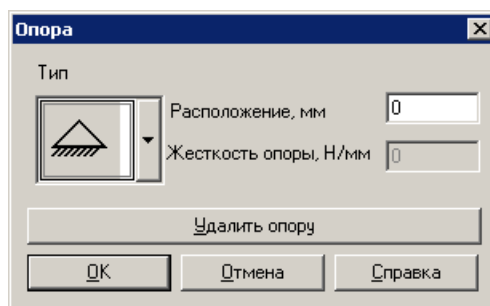 Опора
Тип
Расположение, мм 0
Жесткость опоры, Н/мм 0
Удалить опору
OK Отмена Справка